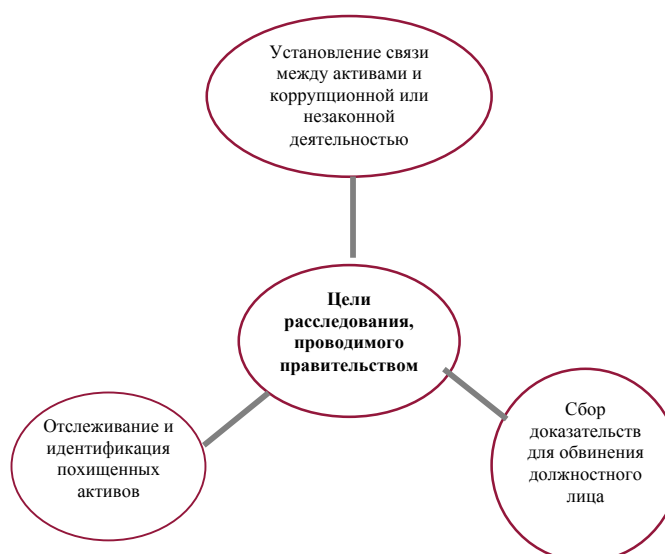 Установление связи
между активами и
коррупционной или
незаконной
деятельностью
Цели
расследования,
проводимого
правительством
Отслеживание и
идентификация
похищенных
активов
Сбор
доказательств
для обвинения
должностного
лица